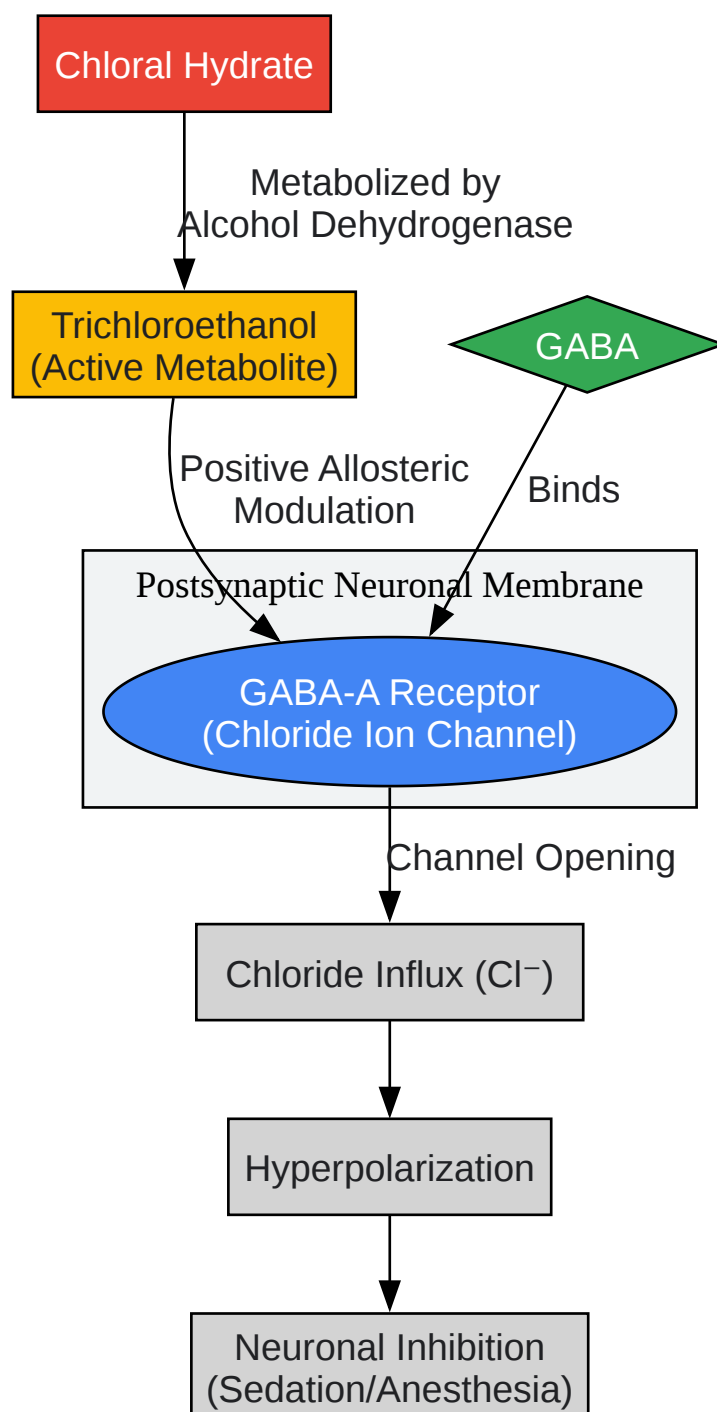 Chloral Hydrate
Metabolized by
Alcohol Dehydrogenase
Trichloroethanol
(Active Metabolite)
GABA
Positive Allosteric
Modulation
Binds
Postsynaptic Neuronal Membrane
GABA-A Receptor
(Chloride Ion Channel)
Channel Opening
Chloride Influx (Cl⁻)
Hyperpolarization
Neuronal Inhibition
(Sedation/Anesthesia)